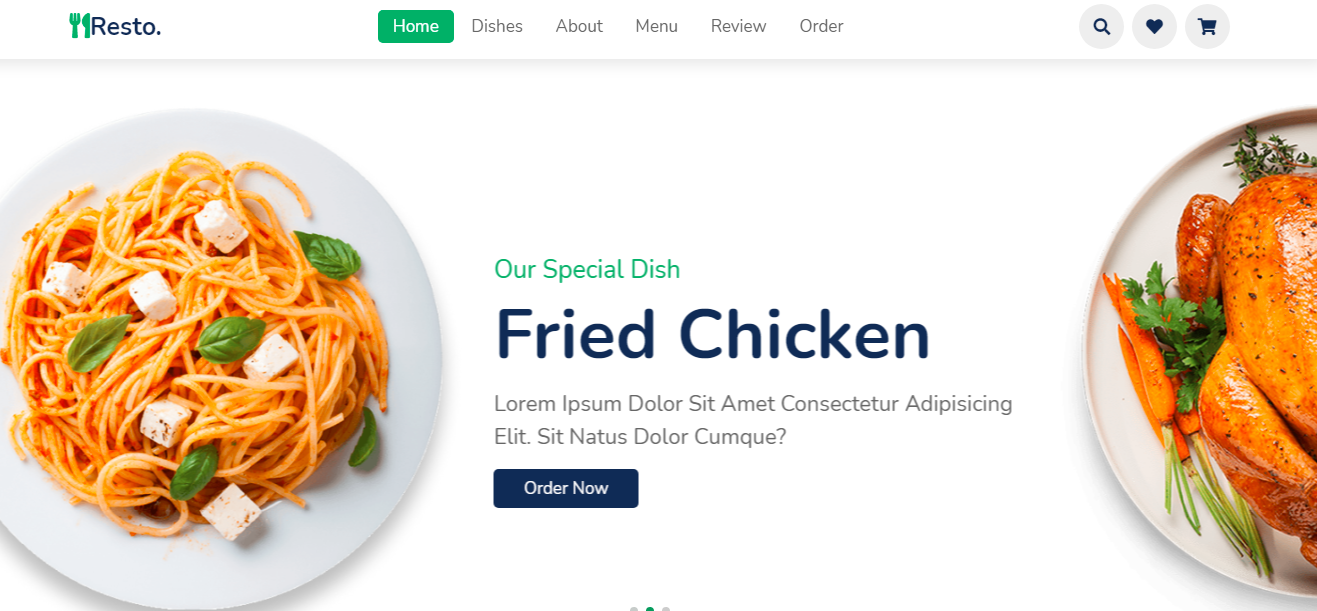 Resto.
Home Dishes About Menu Review Order
Our Special Dish
Fried Chicken
Lorem Ipsum Dolor Sit Amet Consectetur Adipisicing
Elit. Sit Natus Dolor Cumque?
Order Now